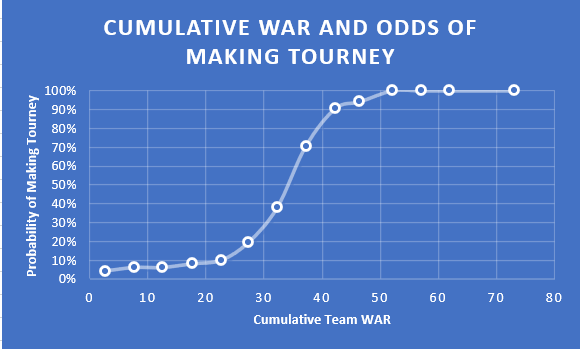 CUMULATIVE WAR AND ODDS OF
MAKING TOURNEY
Probability of Making Tourney
100%
90%
80%
70%
60%
50%
40%
30%
20%
10%
0%
0 10 20 30 40 50 60 70 80
Cumulative Team WAR